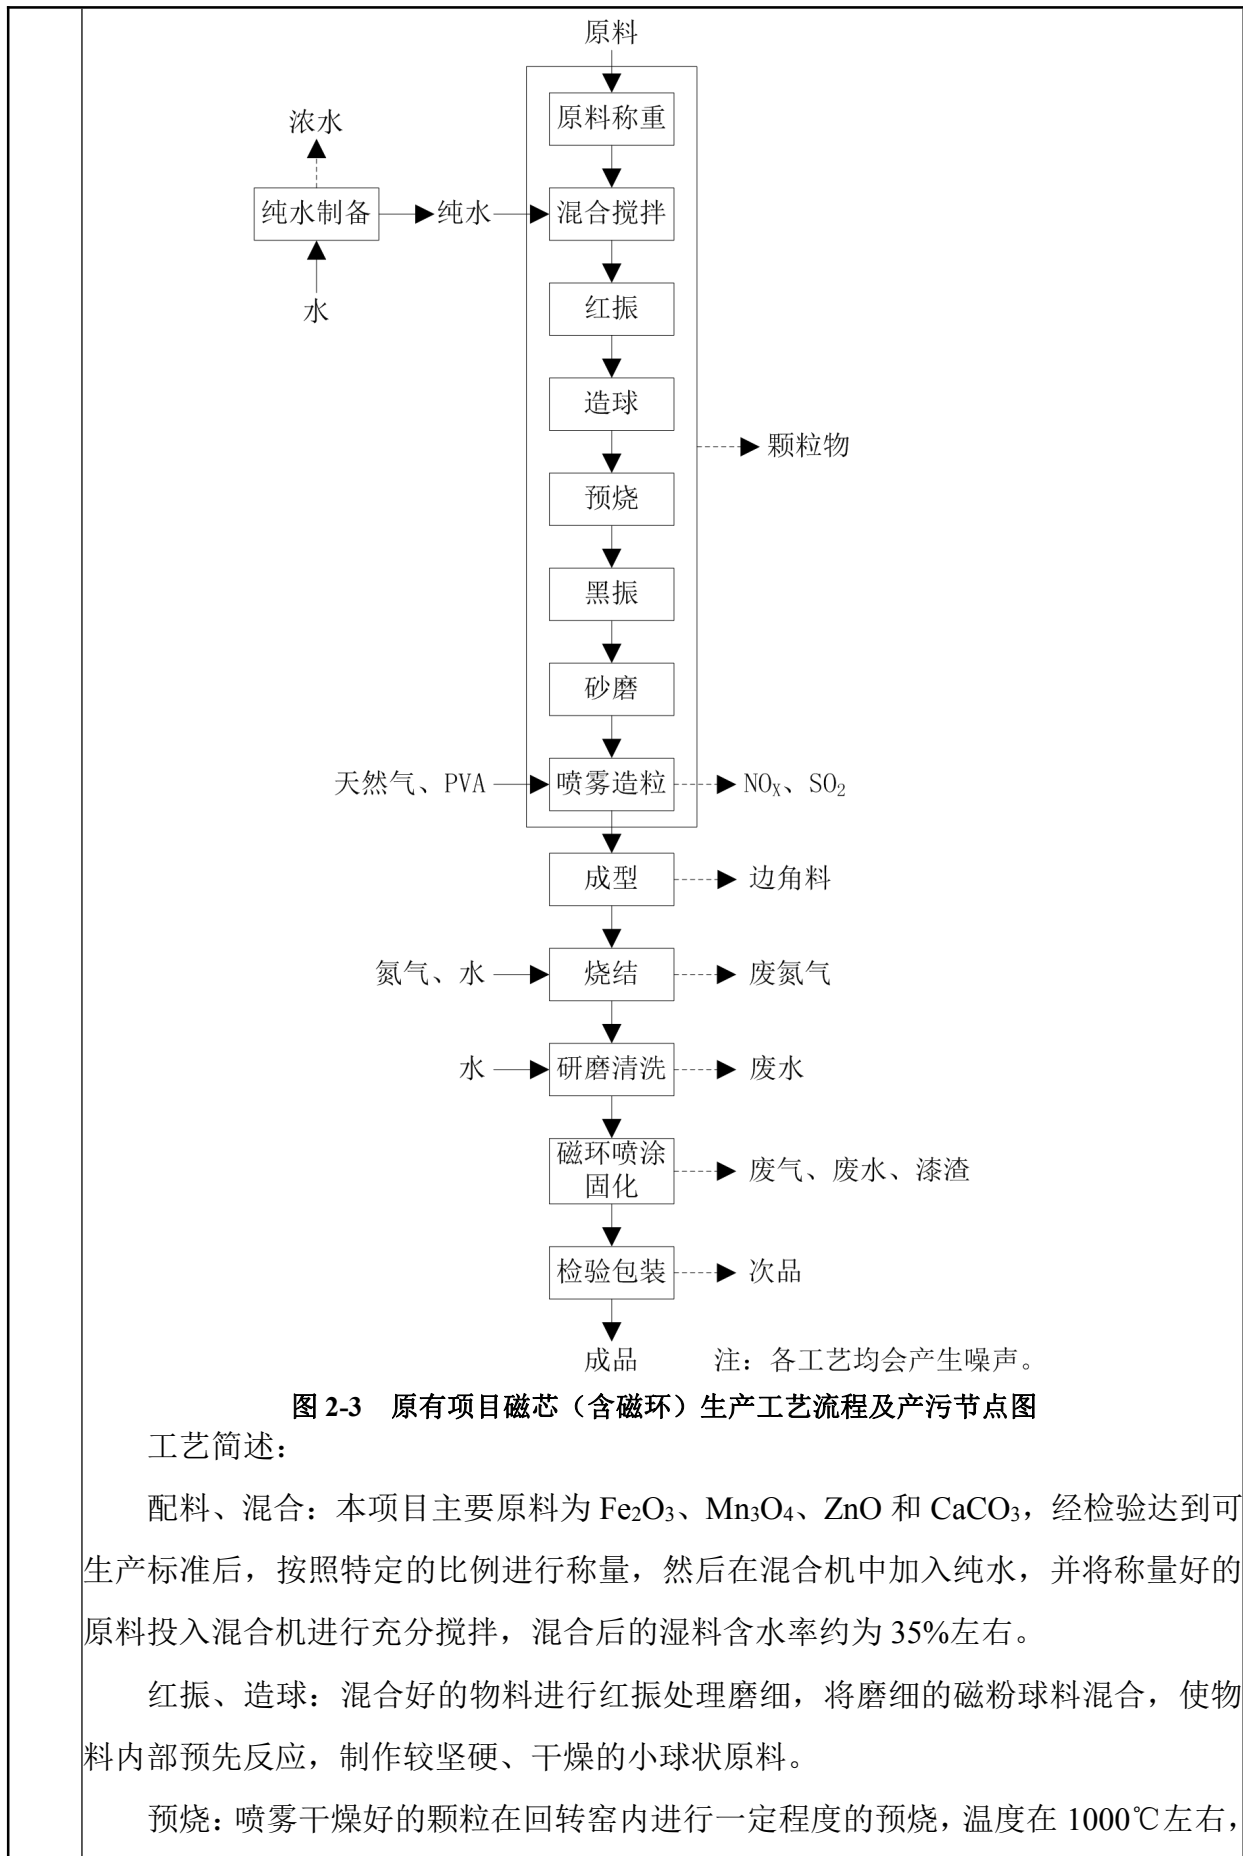 原料
原料称重
浓水
纯水制备
纯水
混合搅拌
水
红振
造球
颗粒物
预烧
黑振
砂磨
天然气、PVA
喷雾造粒
NOX、SO2
成型
边角料
氮气、水
烧结
废氮气
水
研磨清洗
废水
磁环喷涂
固化
废气、废水、漆渣
检验包装
次品
成品
注：各工艺均会产生噪声。
图 2-3 原有项目磁芯（含磁环）生产工艺流程及产污节点图
工艺简述：
配料、混合：本项目主要原料为 Fe2O3、Mn3O4、ZnO 和 CaCO3，经检验达到可
生产标准后，按照特定的比例进行称量，然后在混合机中加入纯水，并将称量好的
原料投入混合机进行充分搅拌，混合后的湿料含水率约为 35%左右。
红振、造球：混合好的物料进行红振处理磨细，将磨细的磁粉球料混合，使物
料内部预先反应，制作较坚硬、干燥的小球状原料。
预烧：喷雾干燥好的颗粒在回转窑内进行一定程度的预烧，温度在 1000℃左右，